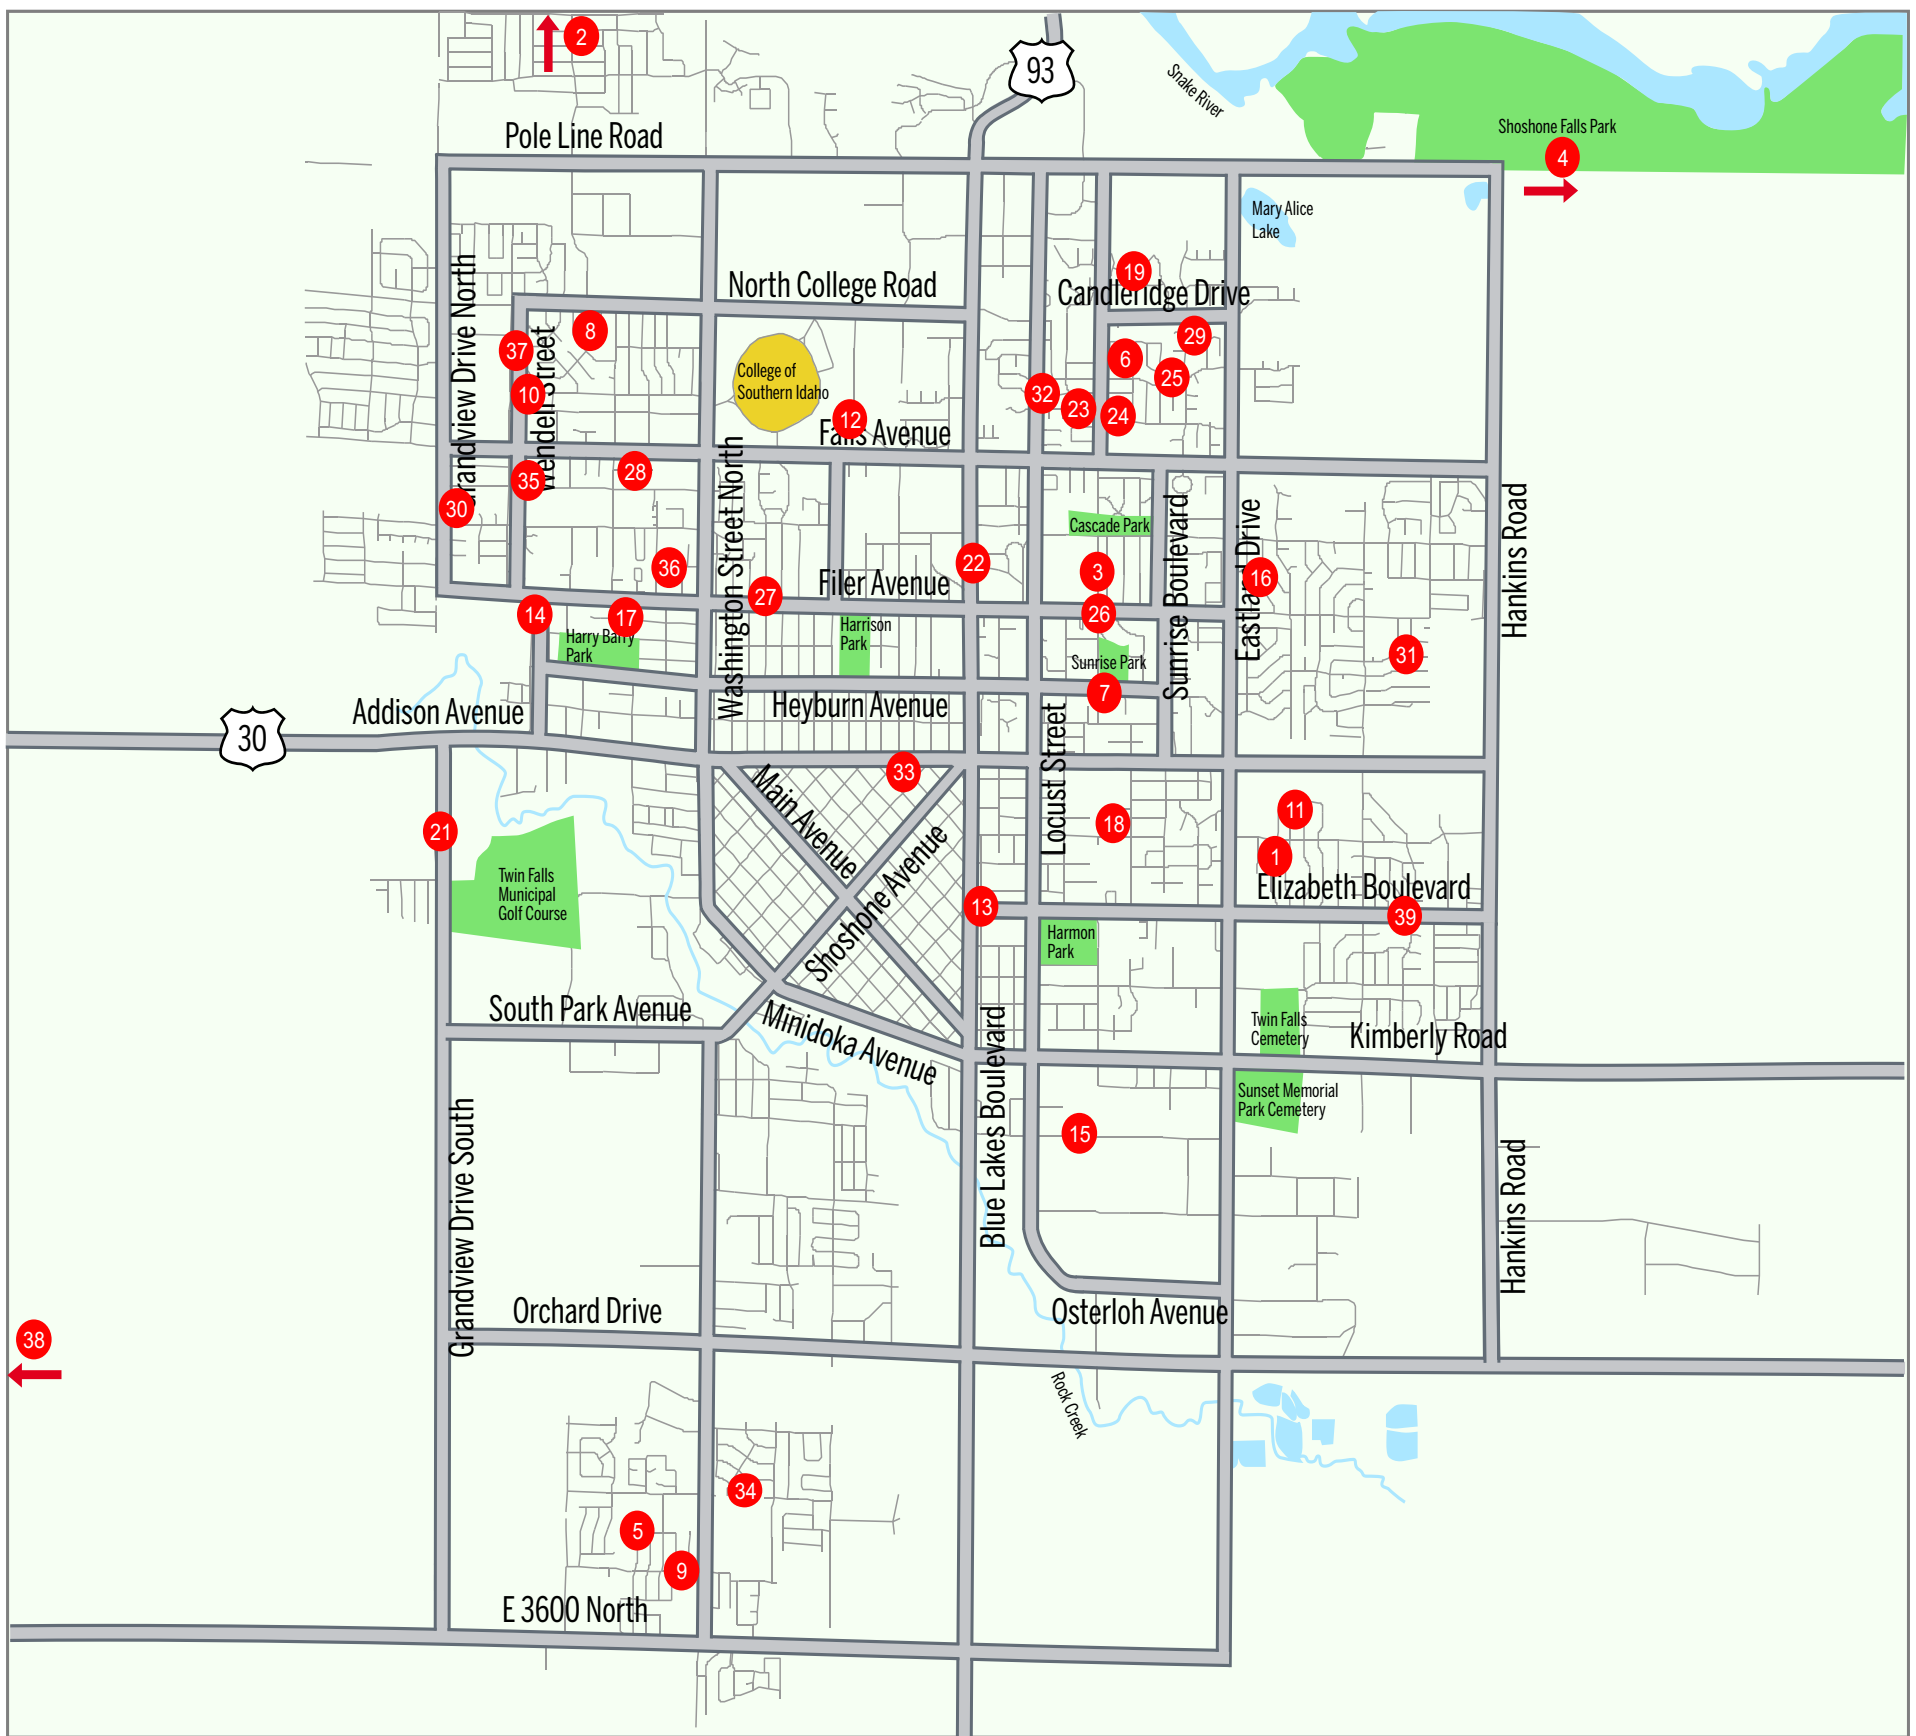 2
93
Snake River
Pole Line Road
Shoshone Falls Park
4
Mary Alice
Lake
19
North College Road
Candleridge Drive
Grandview Drive North
8
37
Wendell Street
29
6
College of
Southern Idaho
25
10
32
23
24
12
Falls Avenue
28
35
30
Washington Street North
Cascade Park
Sunrise Boulevard
Eastland Drive
Hankins Road
22
36
3
16
Filer Avenue
27
14
17
26
Harrison
Park
Harry Barry
Park
Sunrise Park
31
7
Heyburn Avenue
Addison Avenue
30
Locust Street
33
Main Avenue
11
18
21
1
Shoshone Avenue
Twin Falls
Municipal
Golf Course
Elizabeth Boulevard
13
39
Harmon
Park
South Park Avenue
Minidoka Avenue
Twin Falls
Cemetery
Kimberly Road
Blue Lakes Boulevard
Sunset Memorial
Park Cemetery
15
Grandview Drive South
Hankins Road
Orchard Drive
Osterloh Avenue
38
Rock Creek
34
5
9
E 3600 North